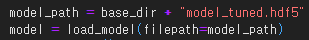 model_path = base_dir + "model_tuned.hdf5"
model = load_model(filepath=model_path)